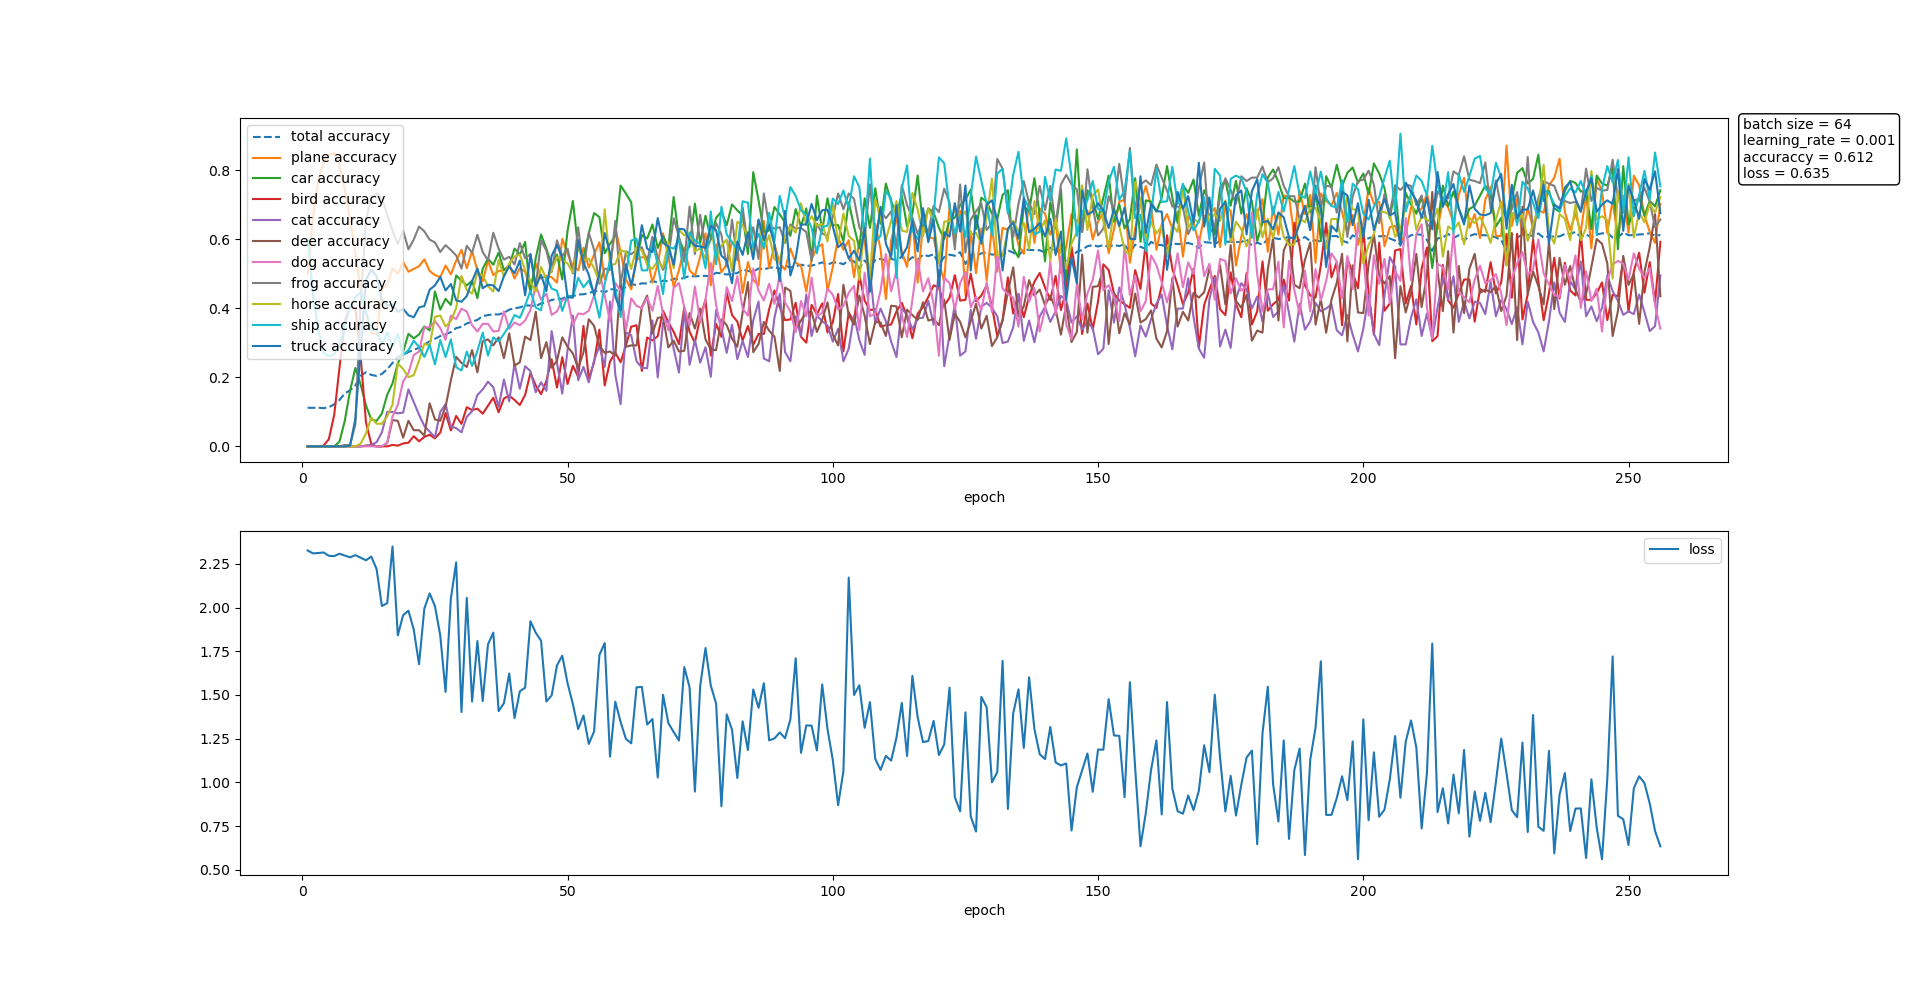 total accuracy
plane accuracy
car accuracy
bird accuracy
cat accuracy
deer accuracy
dog accuracy
frog accuracy
horse accuracy
ship accuracy
truck accuracy
batch size = 64
learning_rate = 0.001
accuraccy = 0.612
loss = 0.635
0.8
0.6
0.4
0.2
0.0
0 50 100 150 200 250
epoch
loss
2.25
2.00
1.75
1.50
1.25
1.00
0.75
0.50
0 50 100 150 200 250
epoch